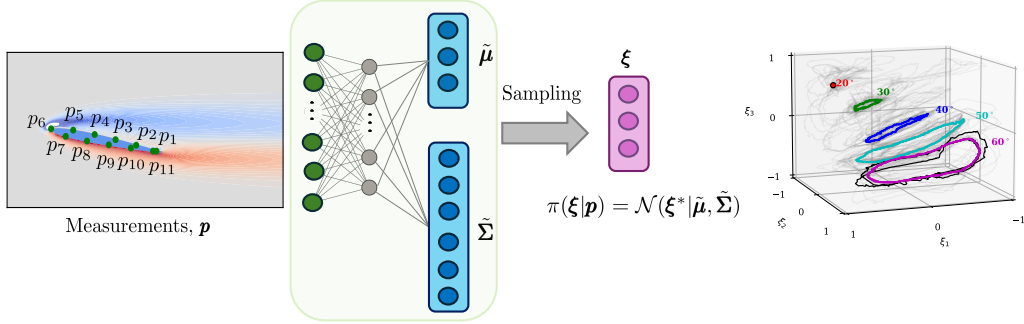 p₆ p₅ p₄ p₃ p₂ p₁
p₇ p₈ p₉ p₁₀ p₁₁
Measurements, p
μ̃
Σ̃
Sampling
ξ
π(ξ|p) = 𝒩(ξ*|μ̃, Σ̃)
1
0
−1
ξ₃
20°
30°
40°
50°
60°
−1
0
1
ξ₂
1
0
−1
ξ₁